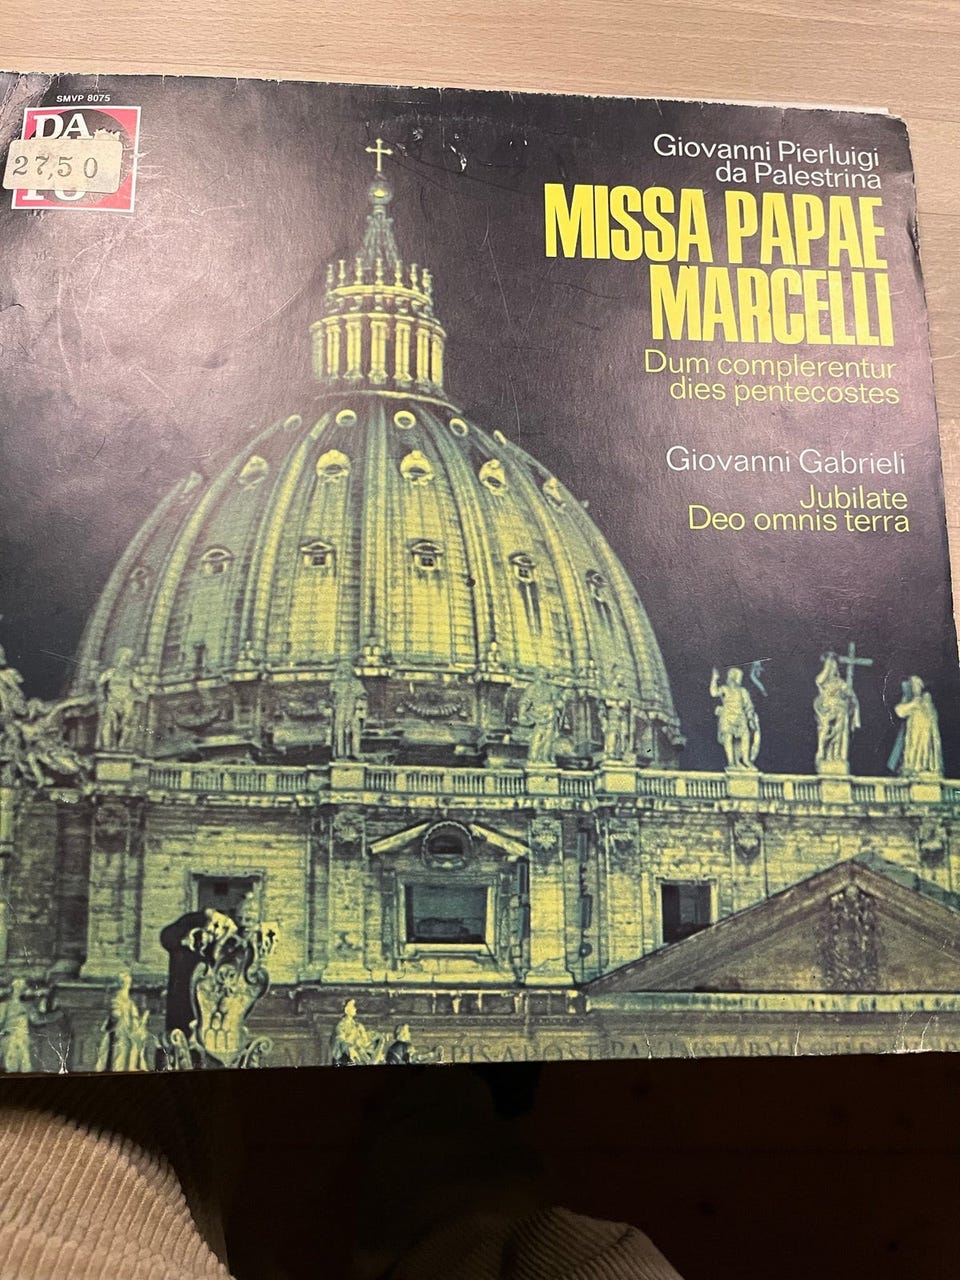 SMVP 8075
DA
27,50
Giovanni Pierluigi
da Palestrina
MISSA PAPAE
MARCELLI
Dum complerentur
dies pentecostes
Giovanni Gabrieli
Jubilate
Deo omnis terra